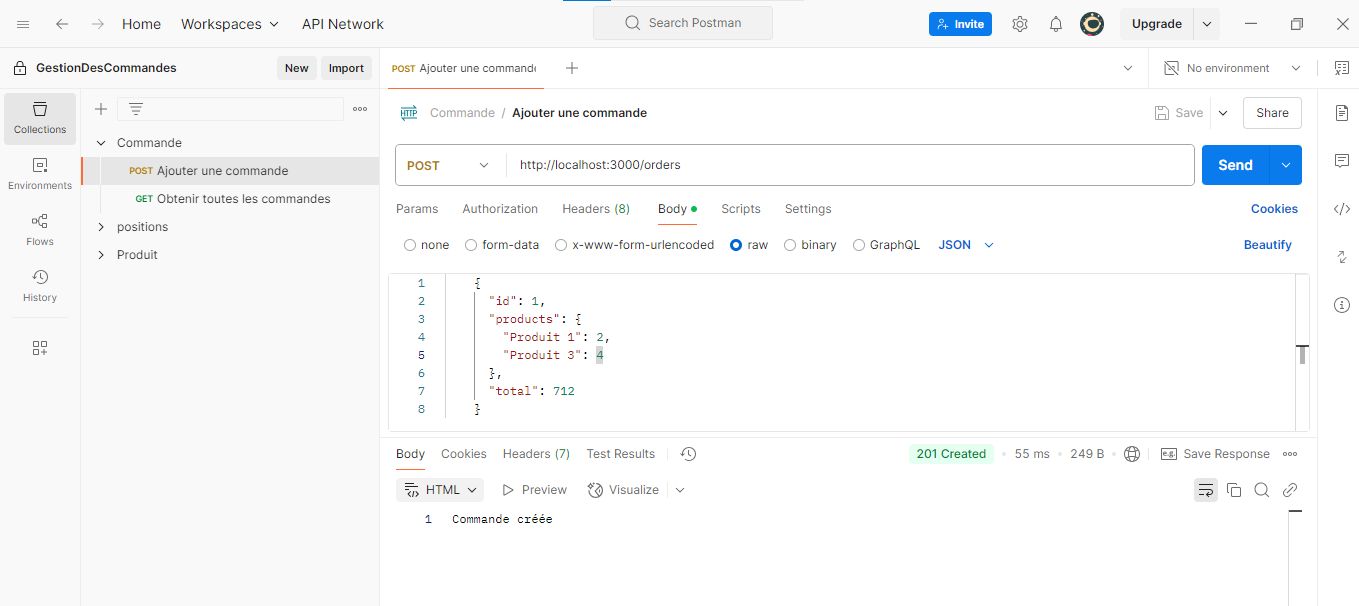 Home Workspaces API Network Search Postman Invite Upgrade
GestionDesCommandes New Import POST Ajouter une commande No environment
Collections
Environments
Flows
History
Commande
POST Ajouter une commande
GET Obtenir toutes les commandes
positions
Produit
HTTP Commande / Ajouter une commande Save Share
POST http://localhost:3000/orders Send
Params Authorization Headers (8) Body Scripts Settings Cookies
none form-data x-www-form-urlencoded raw binary GraphQL JSON Beautify
1 {
2 "id": 1,
3 "products": {
4 "Produit 1": 2,
5 "Produit 3": 4
6 },
7 "total": 712
8 }
Body Cookies Headers (7) Test Results 201 Created 55 ms 249 B e.g. Save Response
HTML Preview Visualize
1 Commande créée